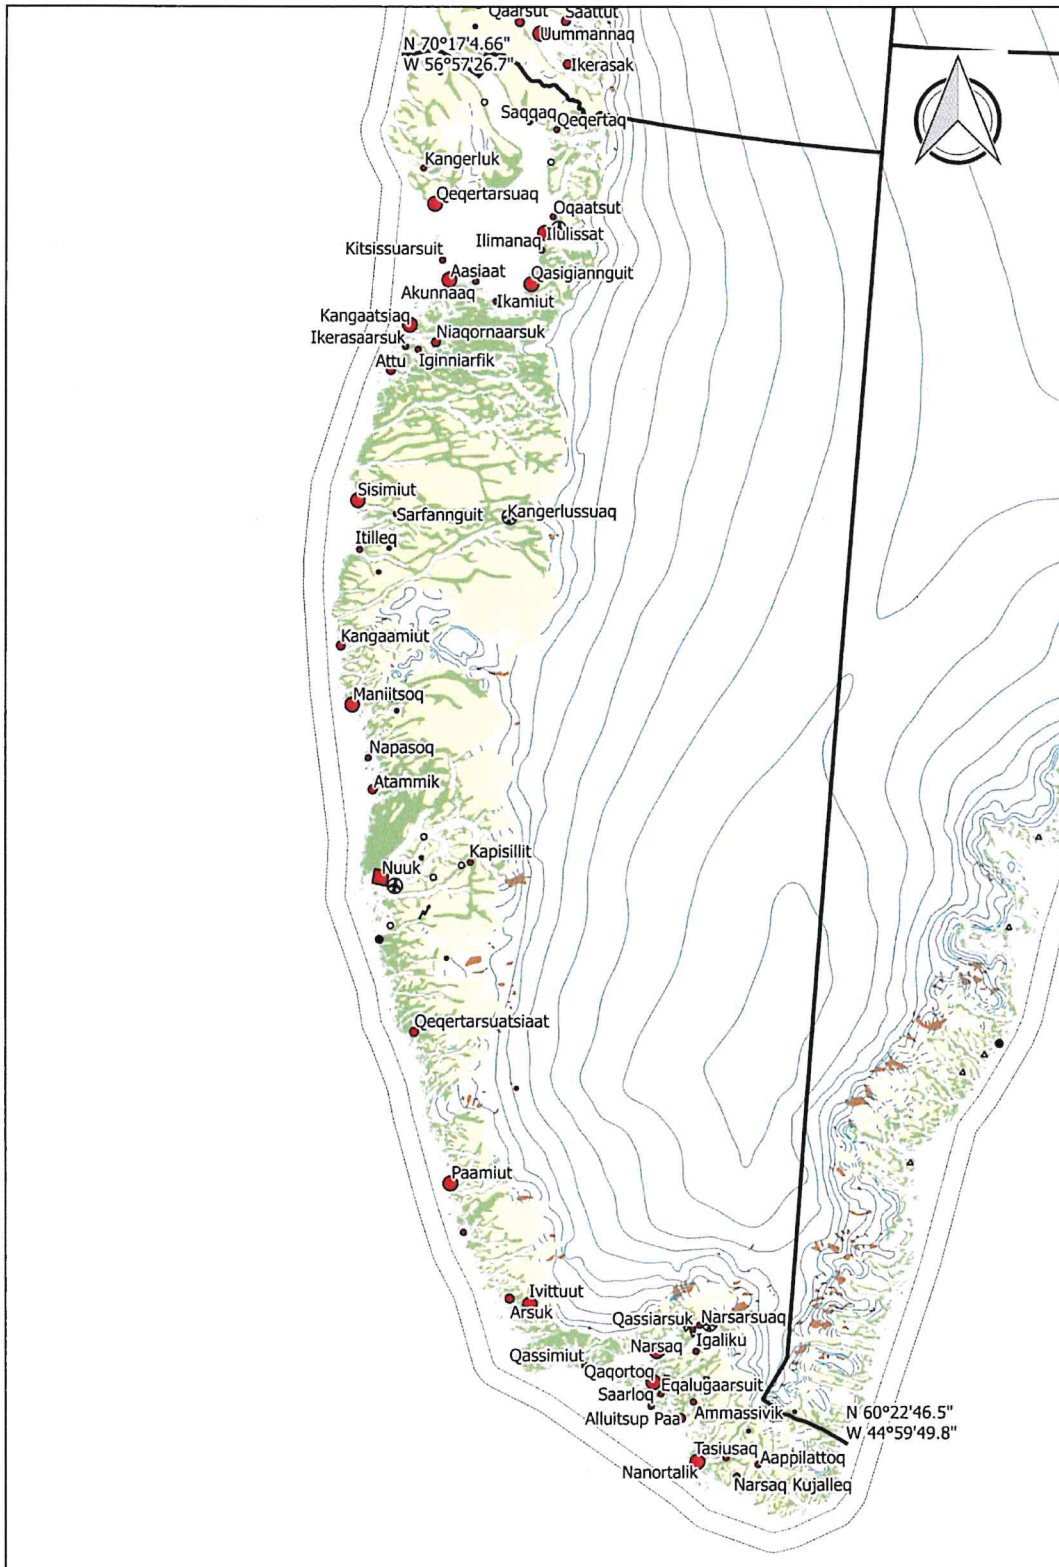 Qaarsut
Saattut
Uummannaq
N 70°17'4.66"
W 56°57'26.7"
Ikerasak
Saqqaq
Qeqertaq
Kangerluk
Qeqertarsuaq
Oqaatsut
Ilulissat
Ilimanaq
Kitsissuarsuit
Aasiaat
Qasigiannguit
Akunnaaq
Ikamiut
Kangaatsiaq
Niaqornaarsuk
Ikerasaarsuk
Iginniarfik
Attu
Sisimiut
Sarfannguit
Kangerlussuaq
Itilleq
Kangaamiut
Maniitsoq
Napasoq
Atammik
Kapisillit
Nuuk
Qeqertarsuatsiaat
Paamiut
Ivittuut
Arsuk
Qassiarsuk
Narsarsuaq
Igaliku
Narsaq
Qassimiut
Qaqortoq
Eqalugaarsuit
Saarloq
Ammassivik
Alluitsup Paa
N 60°22'46.5"
W 44°59'49.8"
Tasiusaq
Aappilattoq
Nanortalik
Narsaq Kujalleq